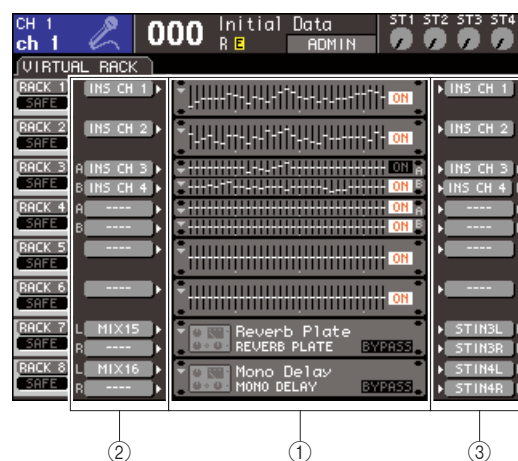 CH 1
ch 1
000
Initial Data
R E ADMIN
ST1 ST2 ST3 ST4
VIRTUAL RACK
RACK 1 INS CH 1 ON INS CH 1
SAFE
RACK 2 INS CH 2 ON INS CH 2
SAFE
RACK 3 A INS CH 3 ON A INS CH 3
SAFE B INS CH 4 ON B INS CH 4
RACK 4 A ---- ON A ----
SAFE B ---- ON B ----
RACK 5 ---- ON ----
SAFE
RACK 6 ---- ON ----
SAFE
RACK 7 L MIX15 Reverb Plate STIN3L
SAFE R ---- REVERB PLATE BYPASS STIN3R
RACK 8 L MIX16 Mono Delay STIN4L
SAFE R ---- MONO DELAY BYPASS STIN4R
② ① ③